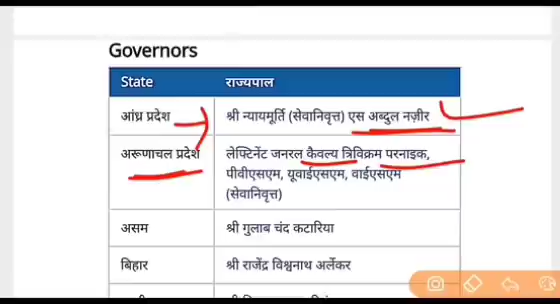 Governors
State राज्यपाल
आंध्र प्रदेश श्री न्यायमूर्ति (सेवानिवृत्त) एस अब्दुल नज़ीर
अरूणाचल प्रदेश लेफ्टिनेंट जनरल कैवल्य त्रिविक्रम परनाइक,
पीवीएसएम, यूवाईएसएम, वाईएसएम
(सेवानिवृत्त)
असम श्री गुलाब चंद कटारिया
बिहार श्री राजेंद्र विश्वनाथ अर्लेकर